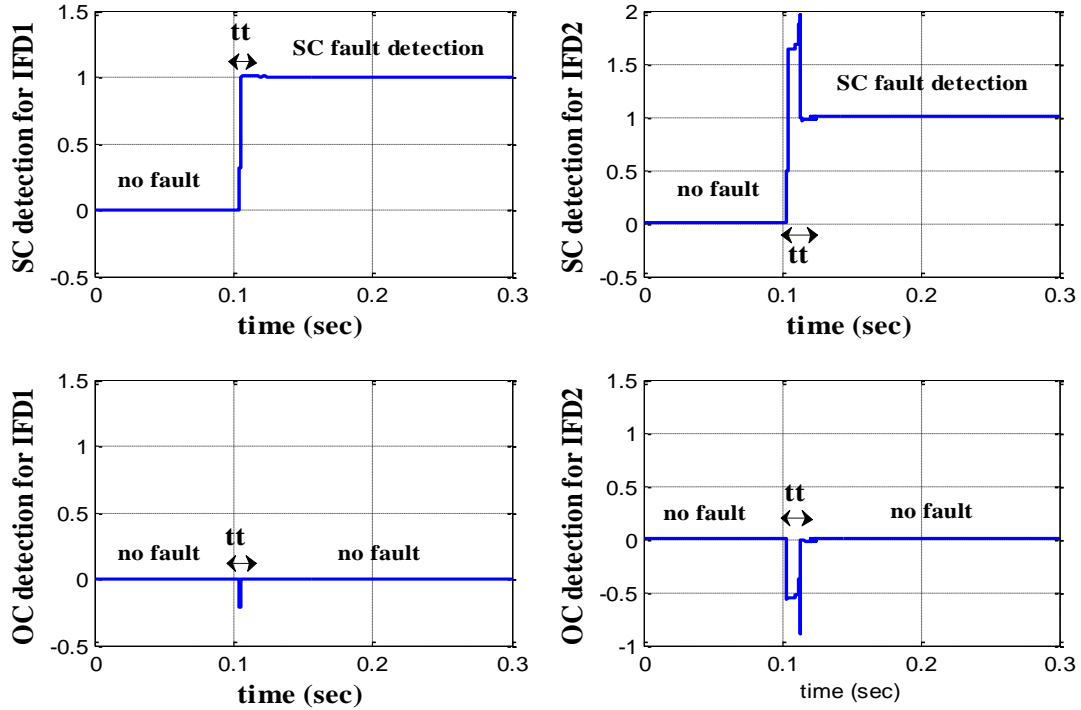 SC detection for IFD1
1.5
1
0.5
0
-0.5
tt
SC fault detection
no fault
0
0.1
0.2
0.3
time (sec)
SC detection for IFD2
2
1.5
1
0.5
0
-0.5
SC fault detection
no fault
tt
0
0.1
0.2
0.3
time (sec)
OC detection for IFD1
1.5
1
0.5
0
-0.5
tt
no fault
no fault
0
0.1
0.2
0.3
time (sec)
OC detection for IFD2
1.5
1
0.5
0
-0.5
-1
tt
no fault
no fault
0
0.1
0.2
0.3
time (sec)